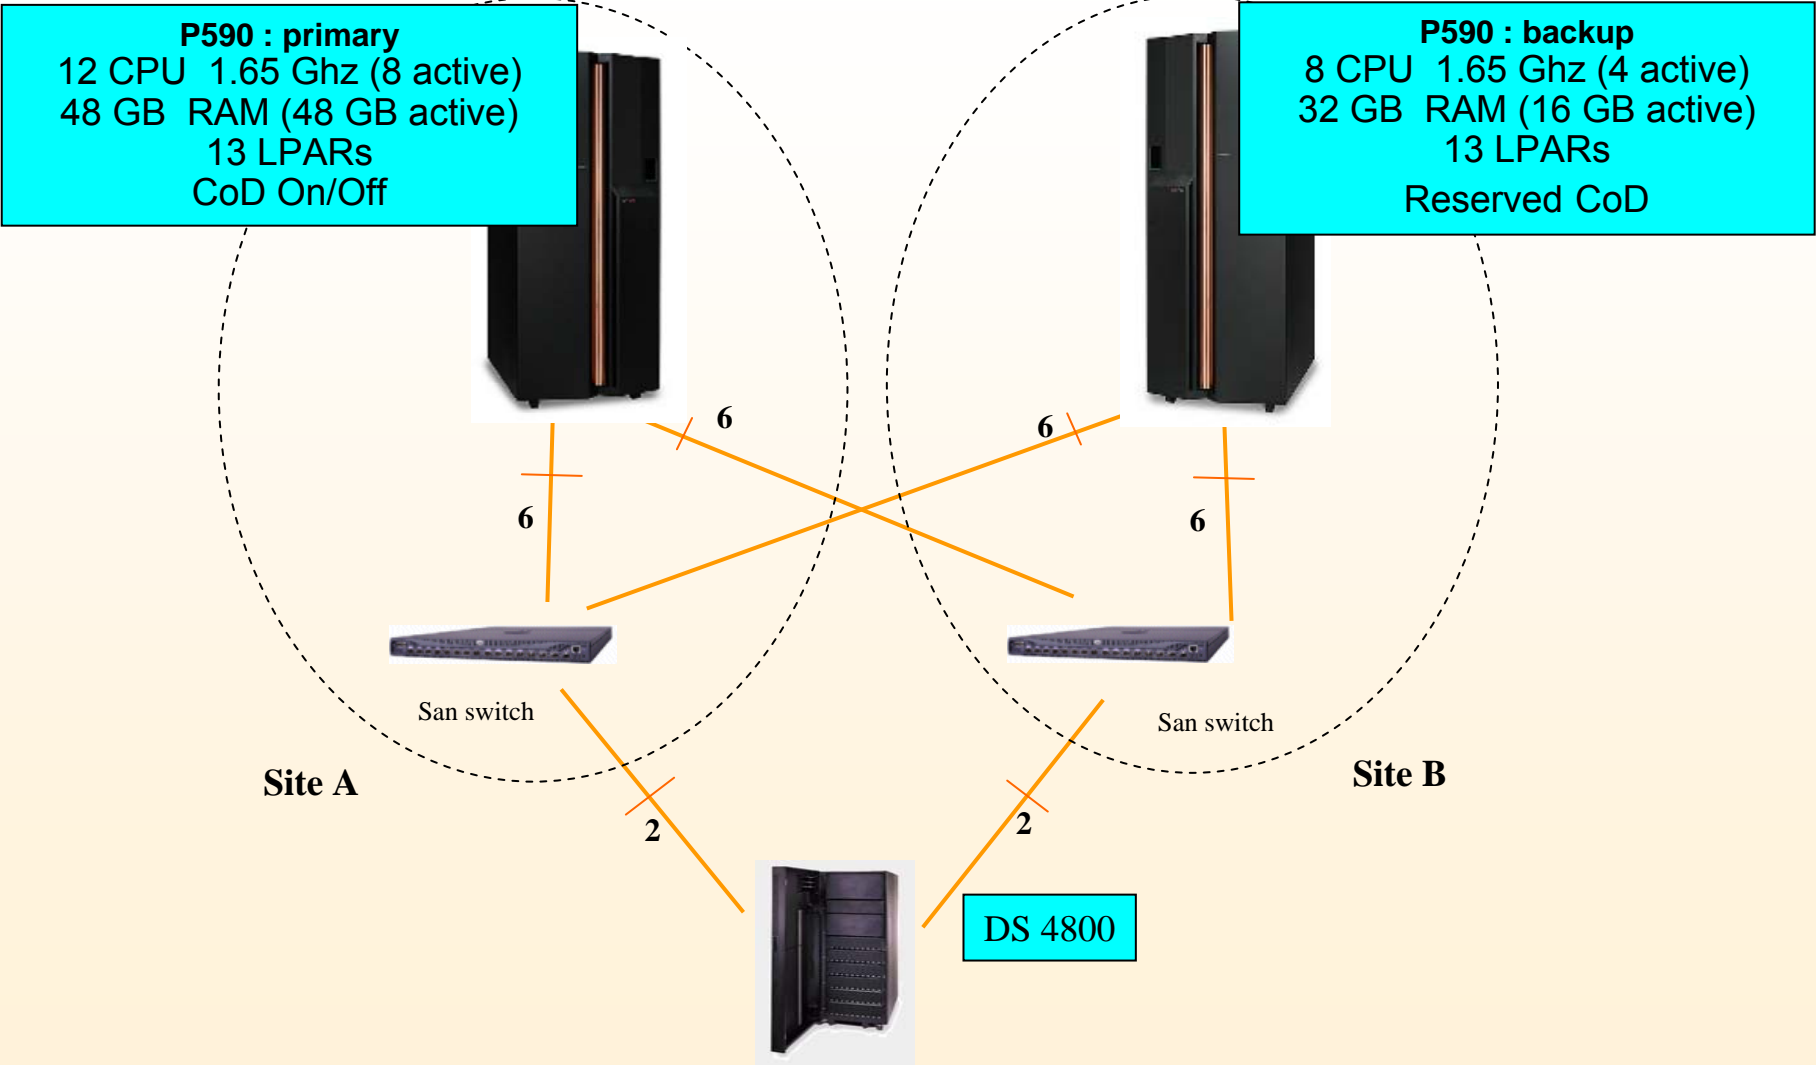 P590 : primary
12 CPU  1.65 Ghz (8 active)
48 GB  RAM (48 GB active)
13 LPARs
CoD On/Off
P590 : backup
8 CPU  1.65 Ghz (4 active)
32 GB  RAM (16 GB active)
13 LPARs
Reserved CoD
6
6
6
6
San switch
San switch
Site A
Site B
2
2
DS 4800